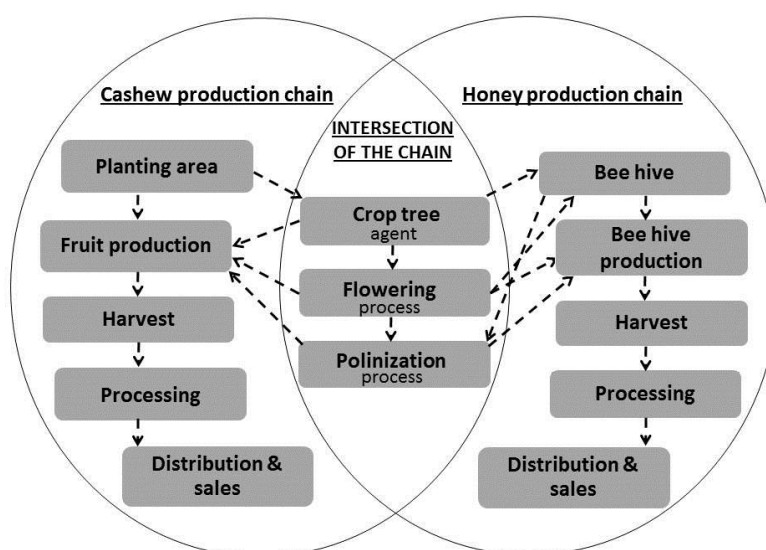 Cashew production chain
Planting area
Fruit production
Harvest
Processing
Distribution &
sales
INTERSECTION
OF THE CHAIN
Crop tree
agent
Flowering
process
Polinization
process
Honey production chain
Bee hive
Bee hive
production
Harvest
Processing
Distribution &
sales